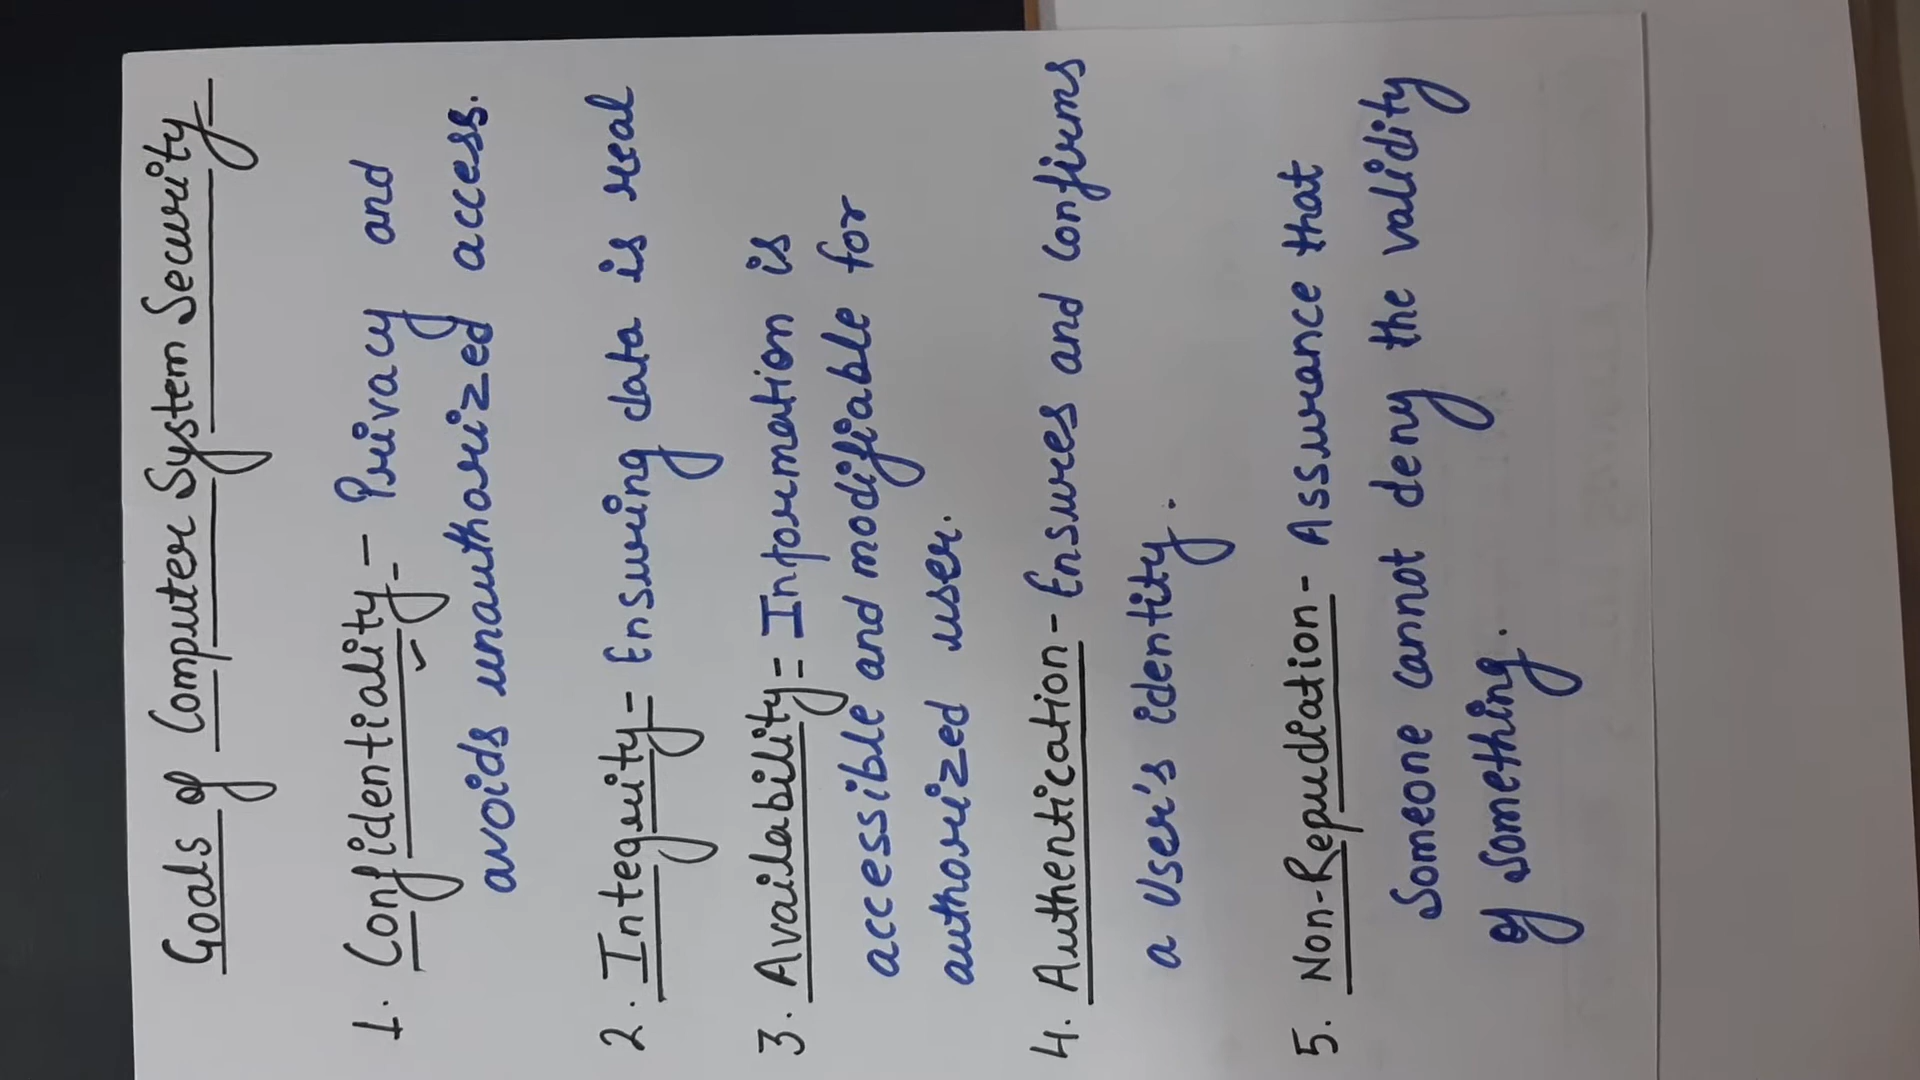 Goals of Computer System Security
1. Confidentiality - Privacy and
avoids unauthorized access.
2. Integrity = Ensuring data is real
3. Availability = Information is
accessible and modifiable for
authorized user.
4. Authentication - Ensures and confirms
a User's identity.
5. Non-Repudiation - Assurance that
Someone cannot deny the validity
of something.